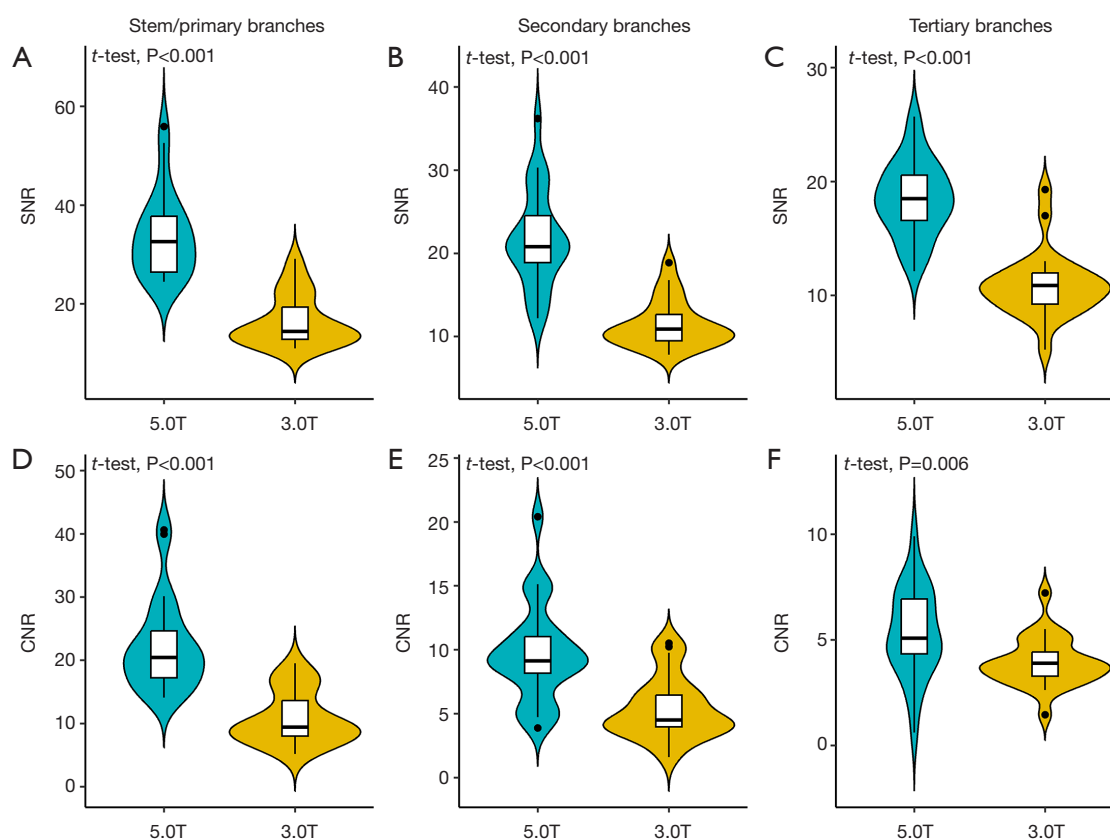 Stem/primary branches
Secondary branches
Tertiary branches
A
t-test, P<0.001
60
40
20
SNR
5.0T
3.0T
B
t-test, P<0.001
40
30
20
10
SNR
5.0T
3.0T
C
t-test, P<0.001
30
20
10
SNR
5.0T
3.0T
D
t-test, P<0.001
50
40
30
20
10
0
CNR
5.0T
3.0T
E
t-test, P<0.001
25
20
15
10
5
0
CNR
5.0T
3.0T
F
t-test, P=0.006
10
5
0
CNR
5.0T
3.0T